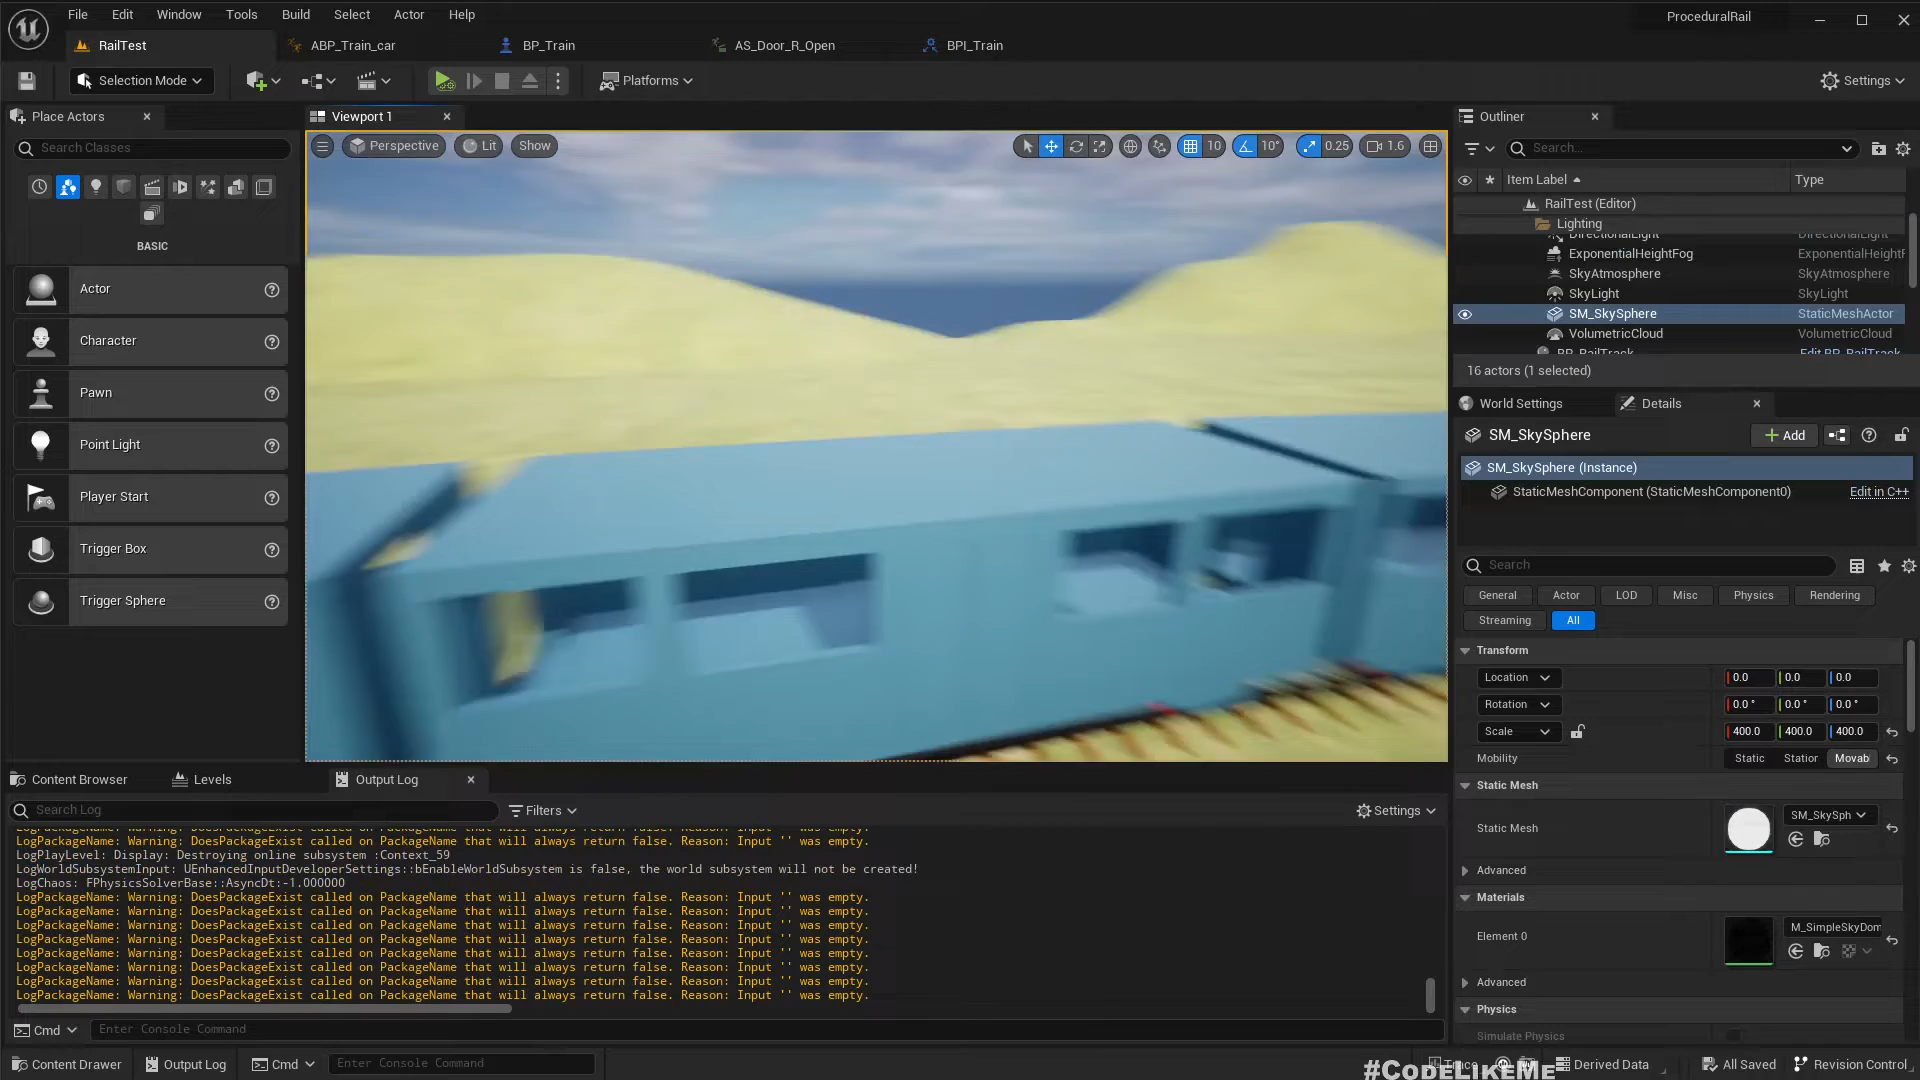 File Edit Window Tools Build Select Actor Help
ProceduralRail
RailTest ABP_Train_car BP_Train AS_Door_R_Open BPI_Train
Selection Mode Platforms Settings
Place Actors Viewport 1 Outliner
Search Classes
Perspective Lit Show 10 10° 0.25 1.6
Search...
Item Label Type
RailTest (Editor)
Lighting
DirectionalLight DirectionalLight
ExponentialHeightFog ExponentialHeightF
SkyAtmosphere SkyAtmosphere
SkyLight SkyLight
SM_SkySphere StaticMeshActor
VolumetricCloud VolumetricCloud
BP_RailTrack Edit BP_RailTrack
16 actors (1 selected)
BASIC
Actor
Character
Pawn
Point Light
Player Start
Trigger Box
Trigger Sphere
World Settings Details
SM_SkySphere Add
SM_SkySphere (Instance)
StaticMeshComponent (StaticMeshComponent0) Edit in C++
Search
General Actor LOD Misc Physics Rendering
Streaming All
Transform
Location 0.0 0.0 0.0
Rotation 0.0 ° 0.0 ° 0.0 °
Scale 400.0 400.0 400.0
Mobility Static Station Movab
Static Mesh
Static Mesh SM_SkySph
Advanced
Materials
Element 0 M_SimpleSkyDom
Advanced
Physics
Simulate Physics
Content Browser Levels Output Log
Search Log Filters Settings
LogPackageName: Warning: DoesPackageExist called on PackageName that will always return false. Reason: Input '' was empty.
LogPackageName: Warning: DoesPackageExist called on PackageName that will always return false. Reason: Input '' was empty.
LogPlayLevel: Display: Destroying online subsystem :Context_59
LogWorldSubsystemInput: UEnhancedInputDeveloperSettings::bEnableWorldSubsystem is false, the world subsystem will not be created!
LogChaos: FPhysicsSolverBase::AsyncDt:-1.000000
LogPackageName: Warning: DoesPackageExist called on PackageName that will always return false. Reason: Input '' was empty.
LogPackageName: Warning: DoesPackageExist called on PackageName that will always return false. Reason: Input '' was empty.
LogPackageName: Warning: DoesPackageExist called on PackageName that will always return false. Reason: Input '' was empty.
LogPackageName: Warning: DoesPackageExist called on PackageName that will always return false. Reason: Input '' was empty.
LogPackageName: Warning: DoesPackageExist called on PackageName that will always return false. Reason: Input '' was empty.
LogPackageName: Warning: DoesPackageExist called on PackageName that will always return false. Reason: Input '' was empty.
LogPackageName: Warning: DoesPackageExist called on PackageName that will always return false. Reason: Input '' was empty.
LogPackageName: Warning: DoesPackageExist called on PackageName that will always return false. Reason: Input '' was empty.
Cmd Enter Console Command
Content Drawer Output Log Cmd Enter Console Command Trace Derived Data All Saved Revision Control
#CodeLikeMe